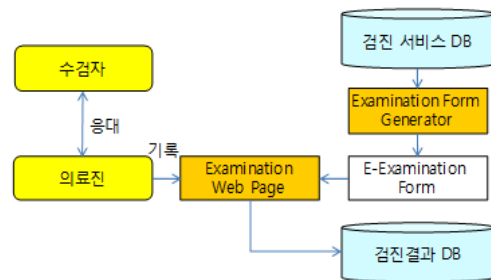 검진 서비스 DB
수검자
Examination Form
Generator
응대
기록
의료진
Examination
Web Page
E-Examination
Form
검진결과 DB